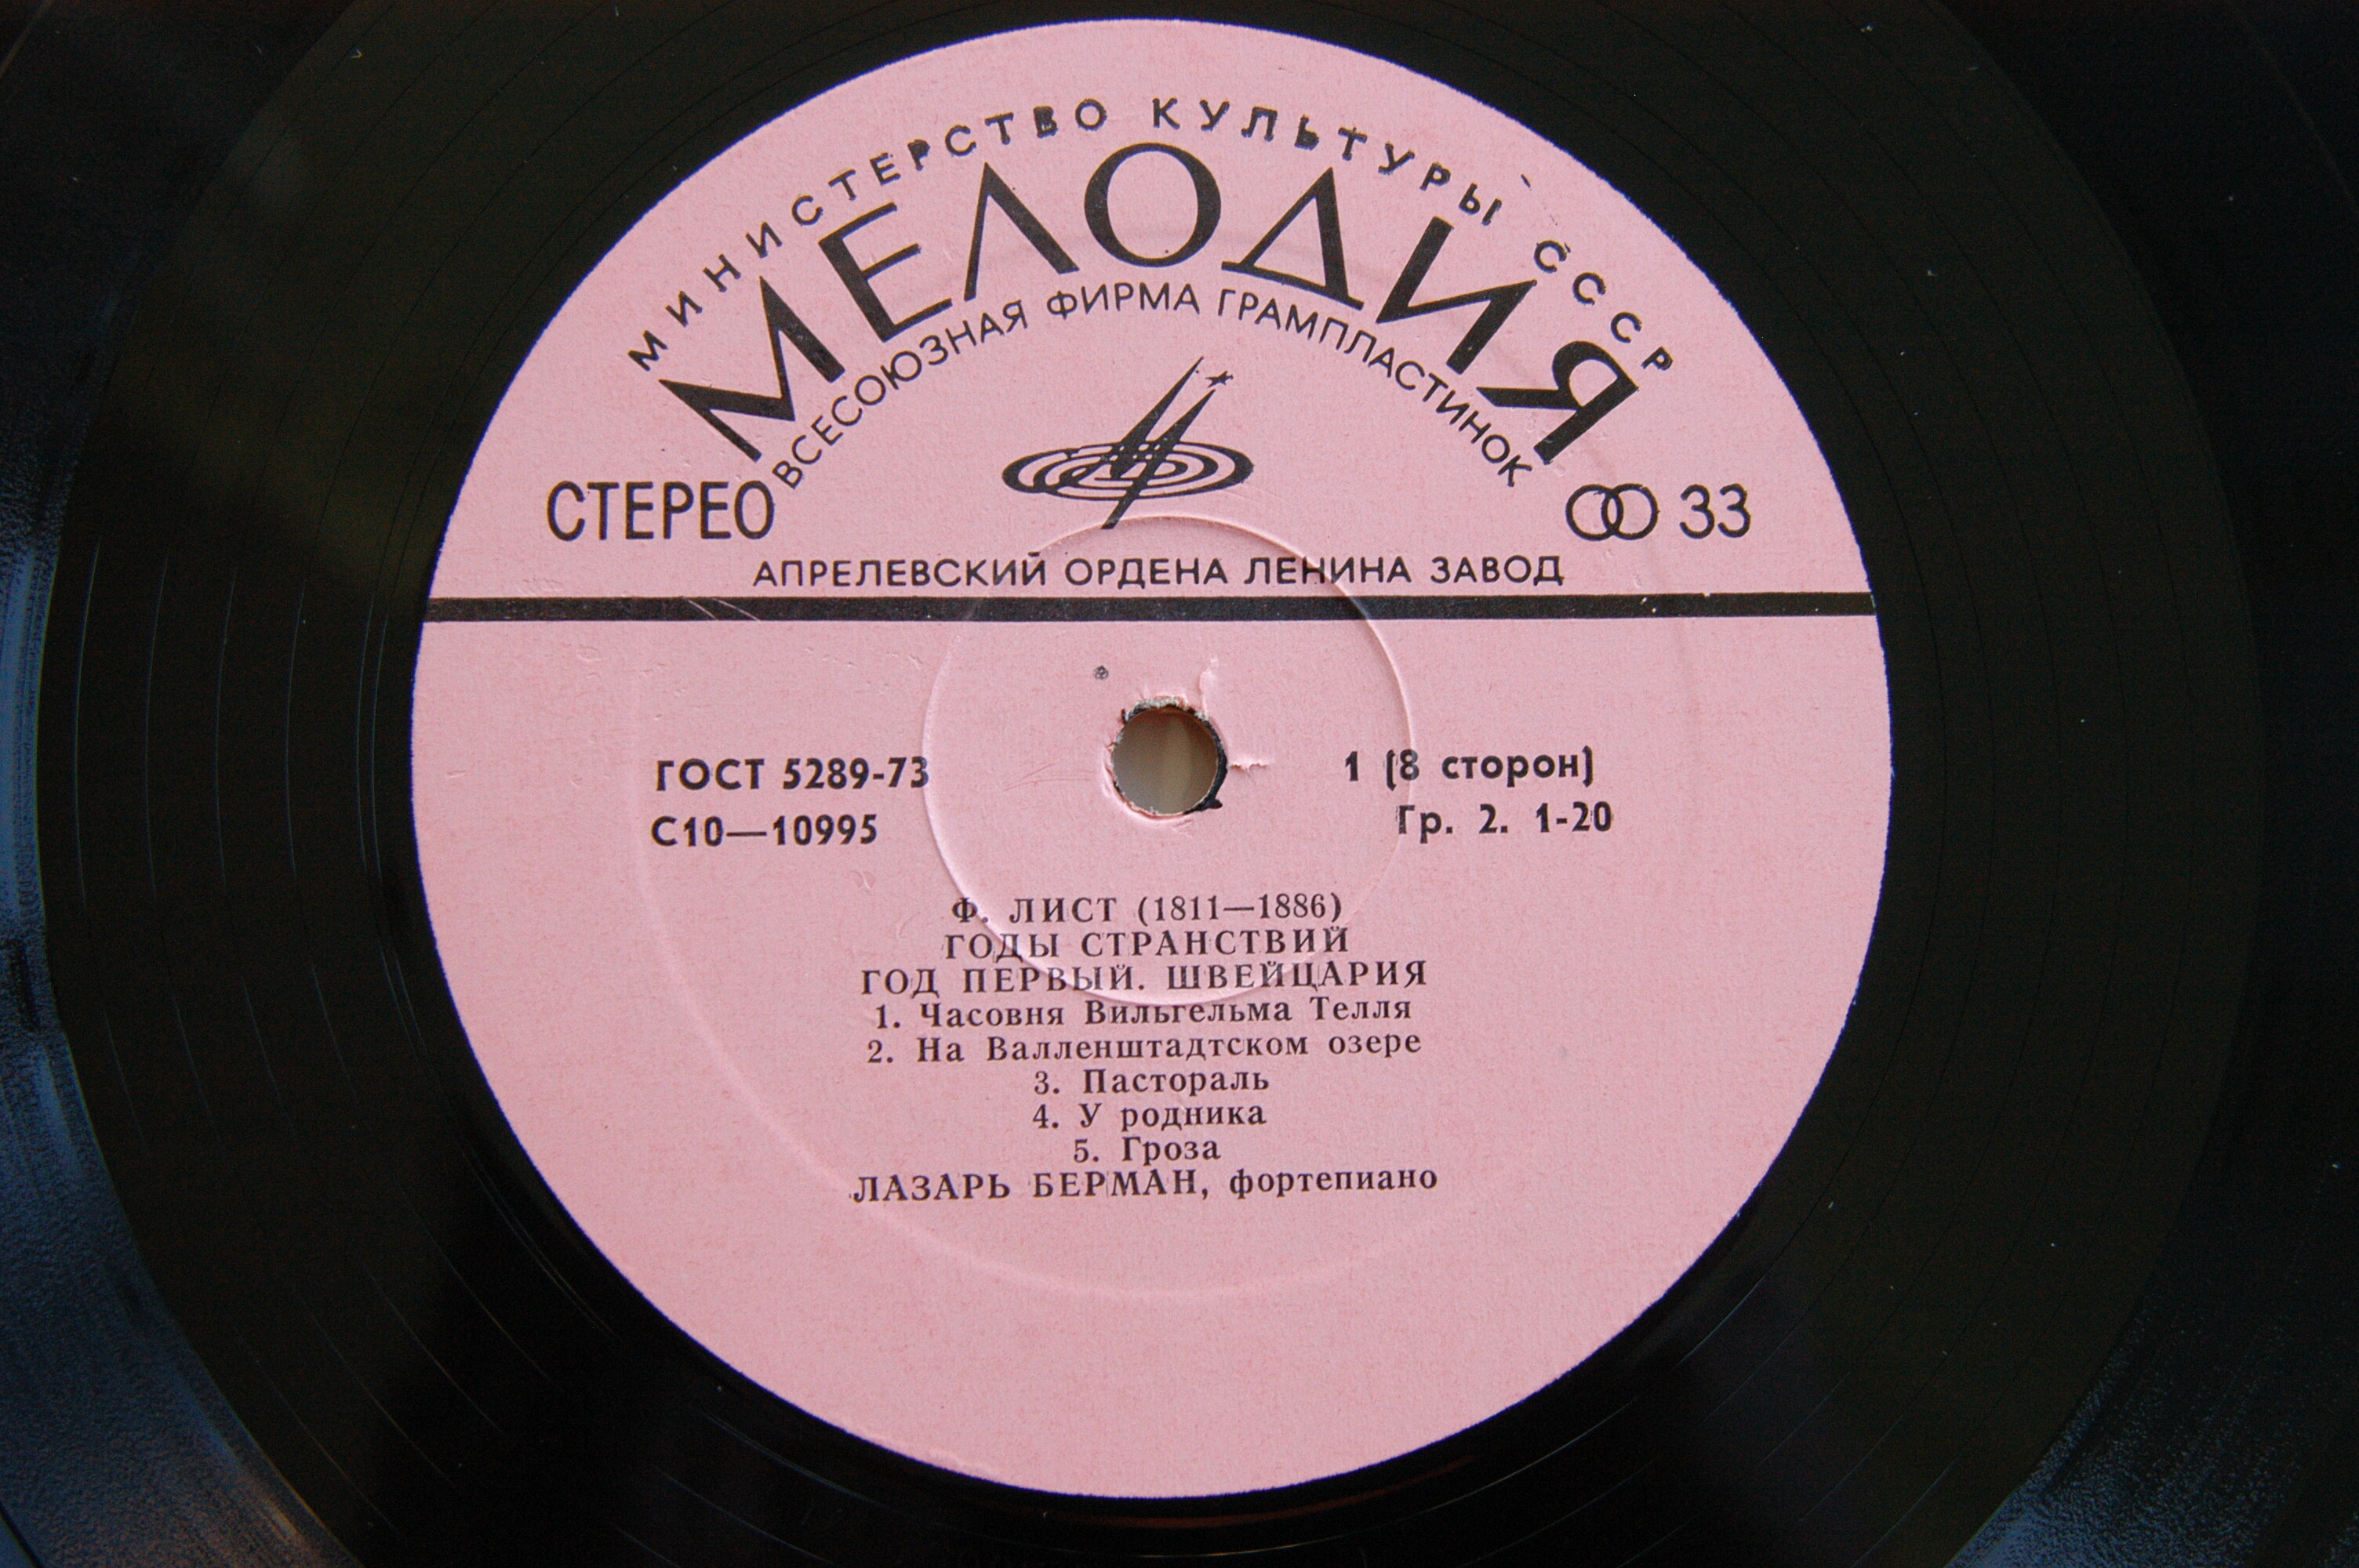 МИНИСТЕРСТВО КУЛЬТУРЫ СССР
МЕЛОДИЯ
ВСЕСОЮЗНАЯ ФИРМА ГРАМПЛАСТИНОК
СТЕРЕО
33
АПРЕЛЕВСКИЙ ОРДЕНА ЛЕНИНА ЗАВОД
ГОСТ 5289-73
1 (8 сторон)
С10—10995
Гр. 2. 1-20
Ф. ЛИСТ (1811—1886)
ГОДЫ СТРАНСТВИЙ
ГОД ПЕРВЫЙ. ШВЕЙЦАРИЯ
1. Часовня Вильгельма Телля
2. На Валленштадтском озере
3. Пастораль
4. У родника
5. Гроза
ЛАЗАРЬ БЕРМАН, фортепиано